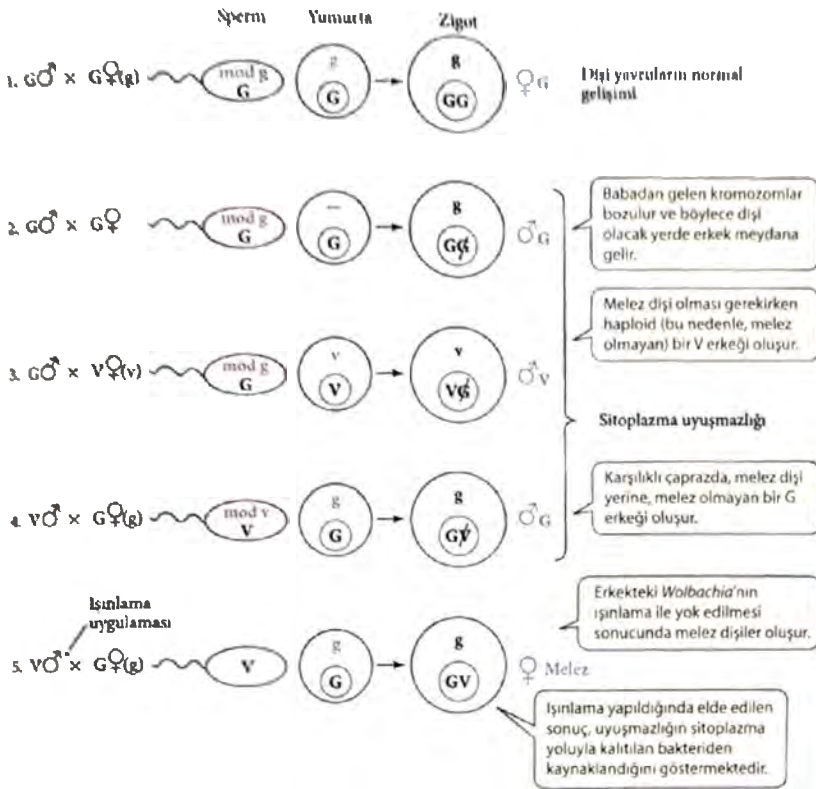 Sperm Yumurta Zigot
1. G♂ × G♀(g) mod g G g G g GG ♀G Dişi yavruların normal
gelişimi
2. G♂ × G♀ mod g G — G g GG ♂G
Babadan gelen kromozomlar
bozulur ve böylece dişi
olacak yerde erkek meydana
gelir.
3. G♂ × V♀(v) mod g G v V v VG ♂V
Melez dişi olması gerekirken
haploid (bu nedenle, melez
olmayan) bir V erkeği oluşur.
Sitoplazma uyuşmazlığı
4. V♂ × G♀(g) mod v V g G g GV ♂G
Karşılıklı çaprazda, melez dişi
yerine, melez olmayan bir G
erkeği oluşur.
Işınlama
uygulaması
5. V♂ × G♀(g) V g G g GV ♀ Melez
Erkekteki Wolbachia'nın
ışınlama ile yok edilmesi
sonucunda melez dişiler oluşur.
Işınlama yapıldığında elde edilen
sonuç, uyuşmazlığın sitoplazma
yoluyla kalıtılan bakteriden
kaynaklandığını göstermektedir.